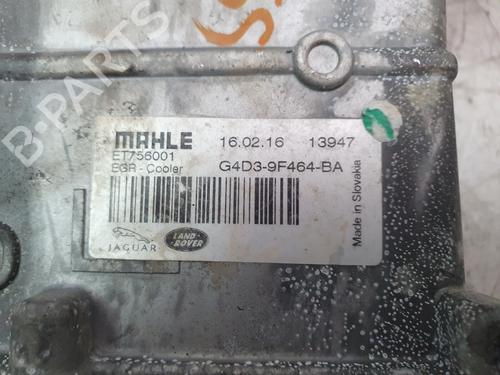 MAHLE 16.02.16 13947
ET756001
EGR - Cooler G4D3-9F464-BA
JAGUAR LAND ROVER
Made in Slovakia
B-PARTS